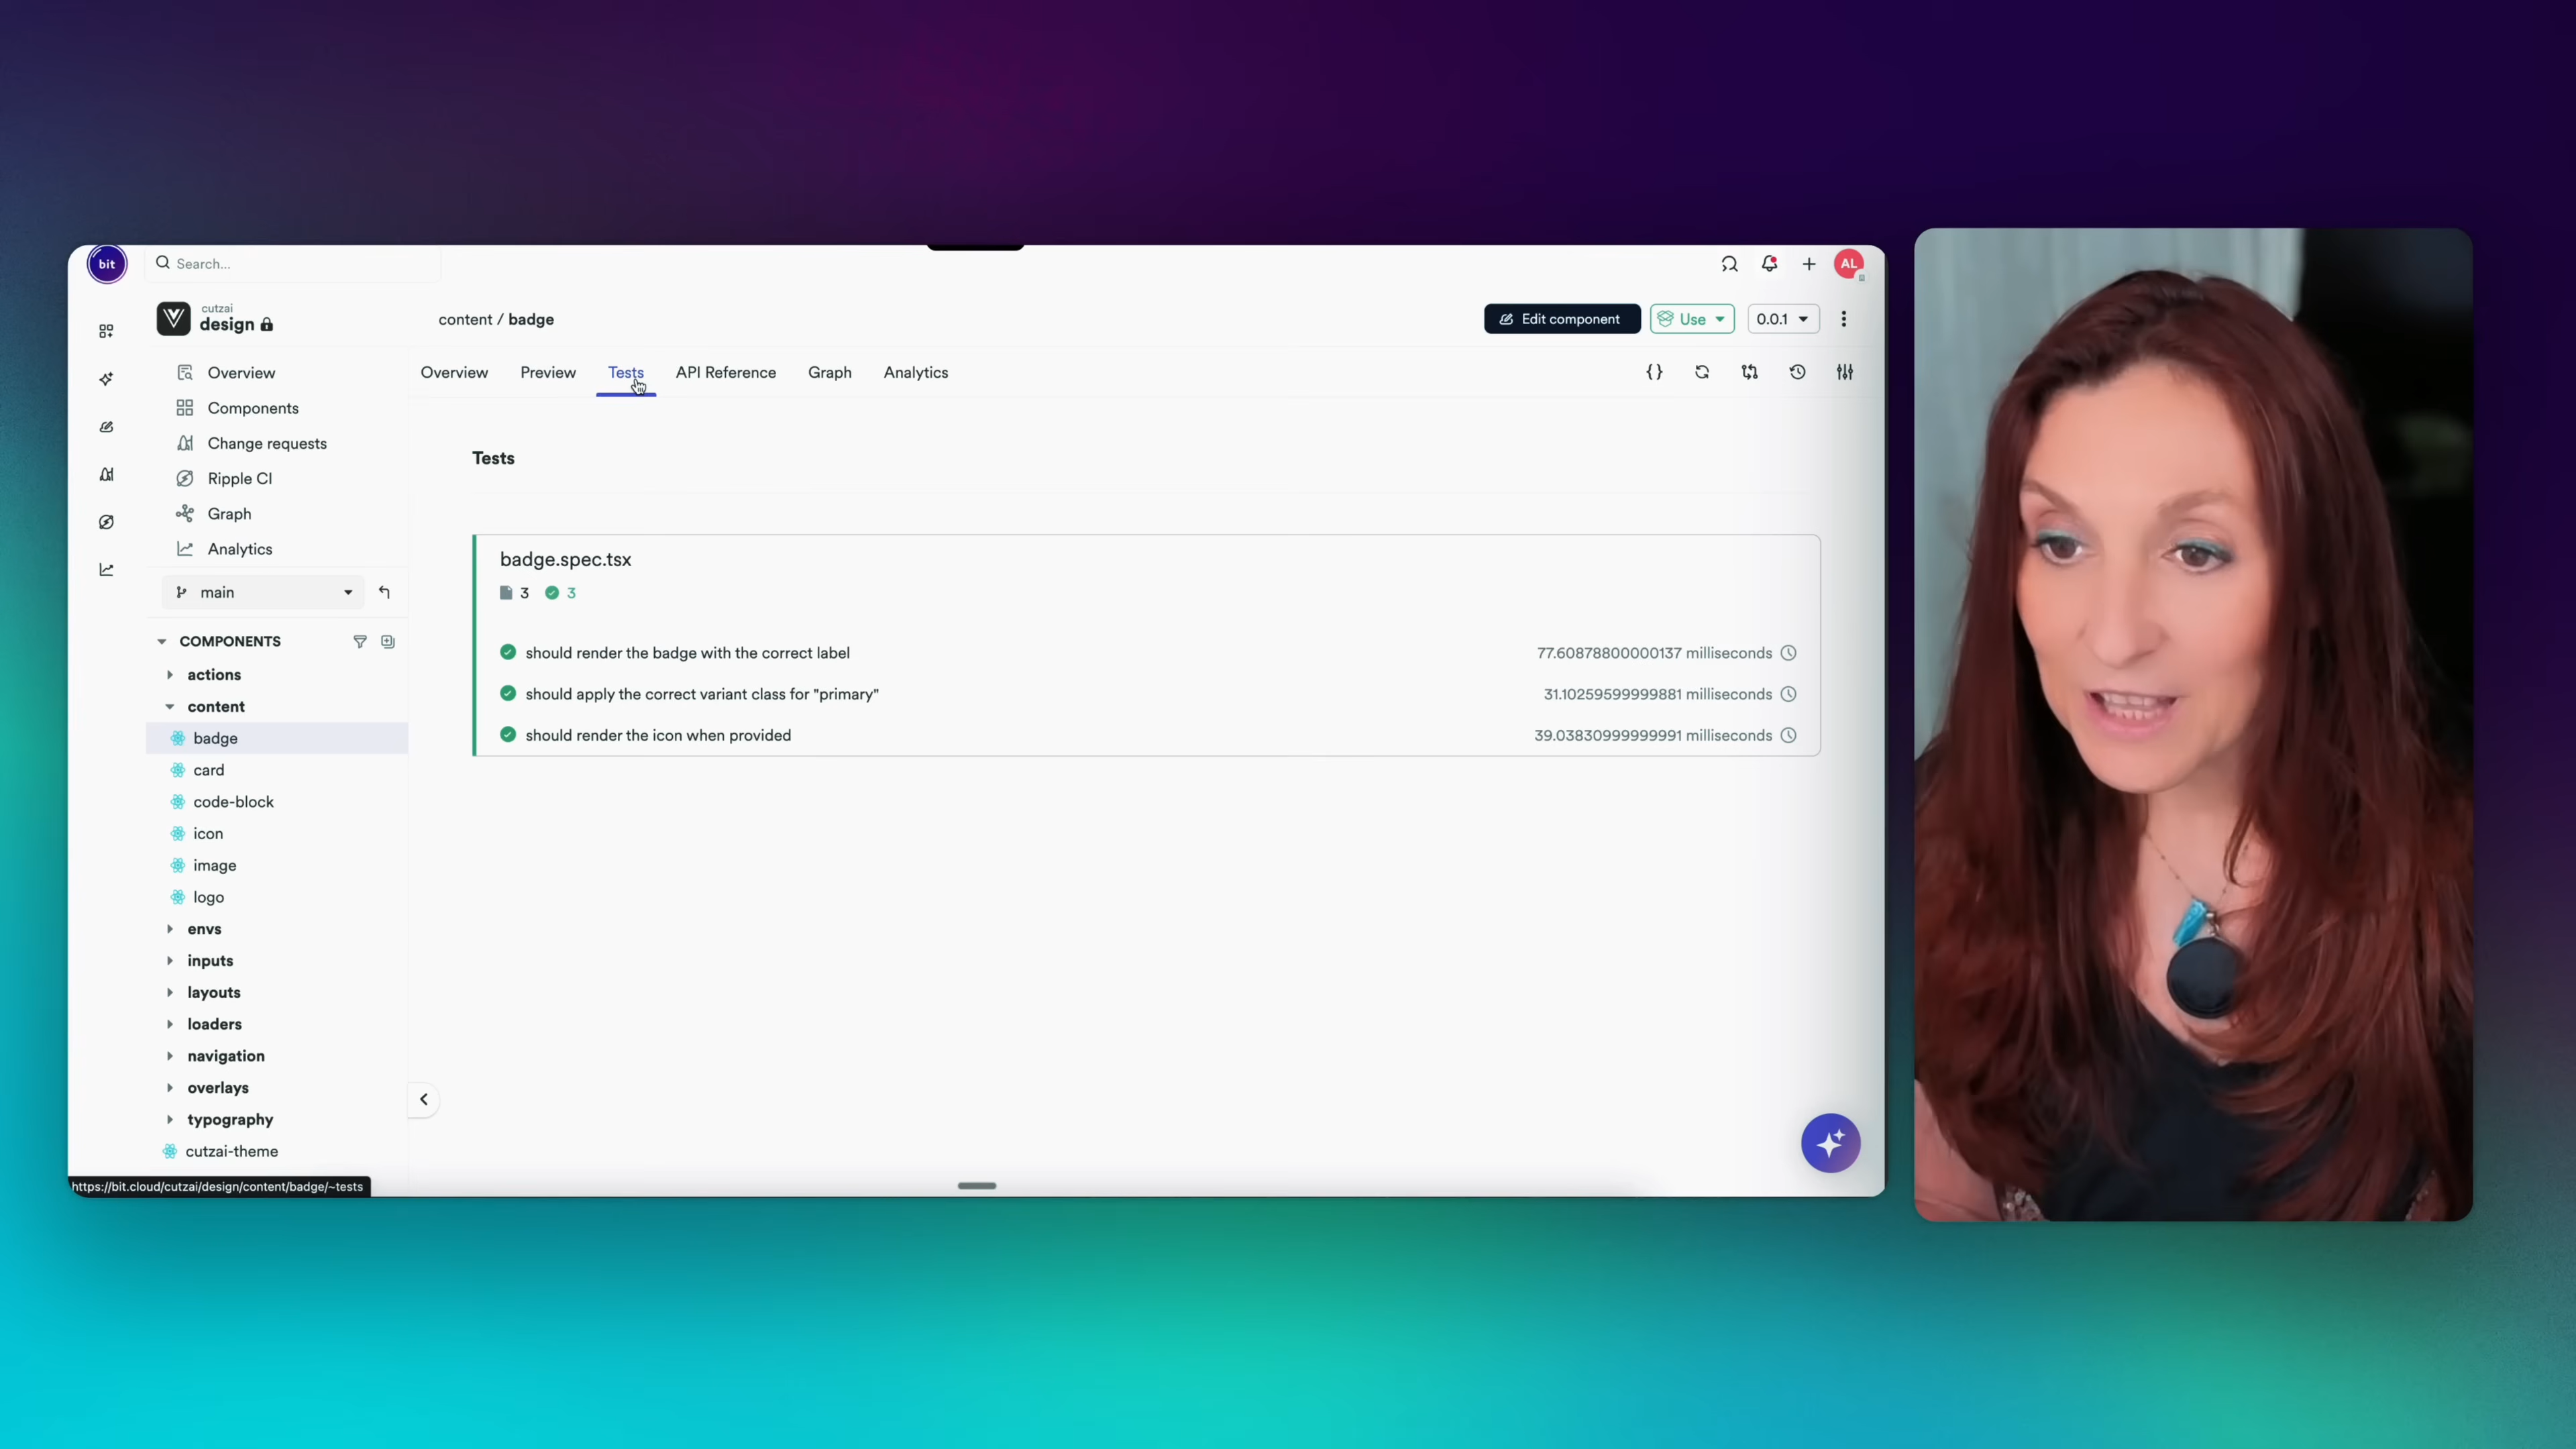 bit
Search...
AL
cutzai
design
content / badge
Edit component
Use
0.0.1
Overview
Components
Change requests
Ripple CI
Graph
Analytics
main
COMPONENTS
actions
content
badge
card
code-block
icon
image
logo
envs
inputs
layouts
loaders
navigation
overlays
typography
cutzai-theme
https://bit.cloud/cutzai/design/content/badge/~tests
Overview Preview Tests API Reference Graph Analytics
Tests
badge.spec.tsx
3 3
should render the badge with the correct label 77.60878800000137 milliseconds
should apply the correct variant class for "primary" 31.10259599999881 milliseconds
should render the icon when provided 39.03830999999991 milliseconds